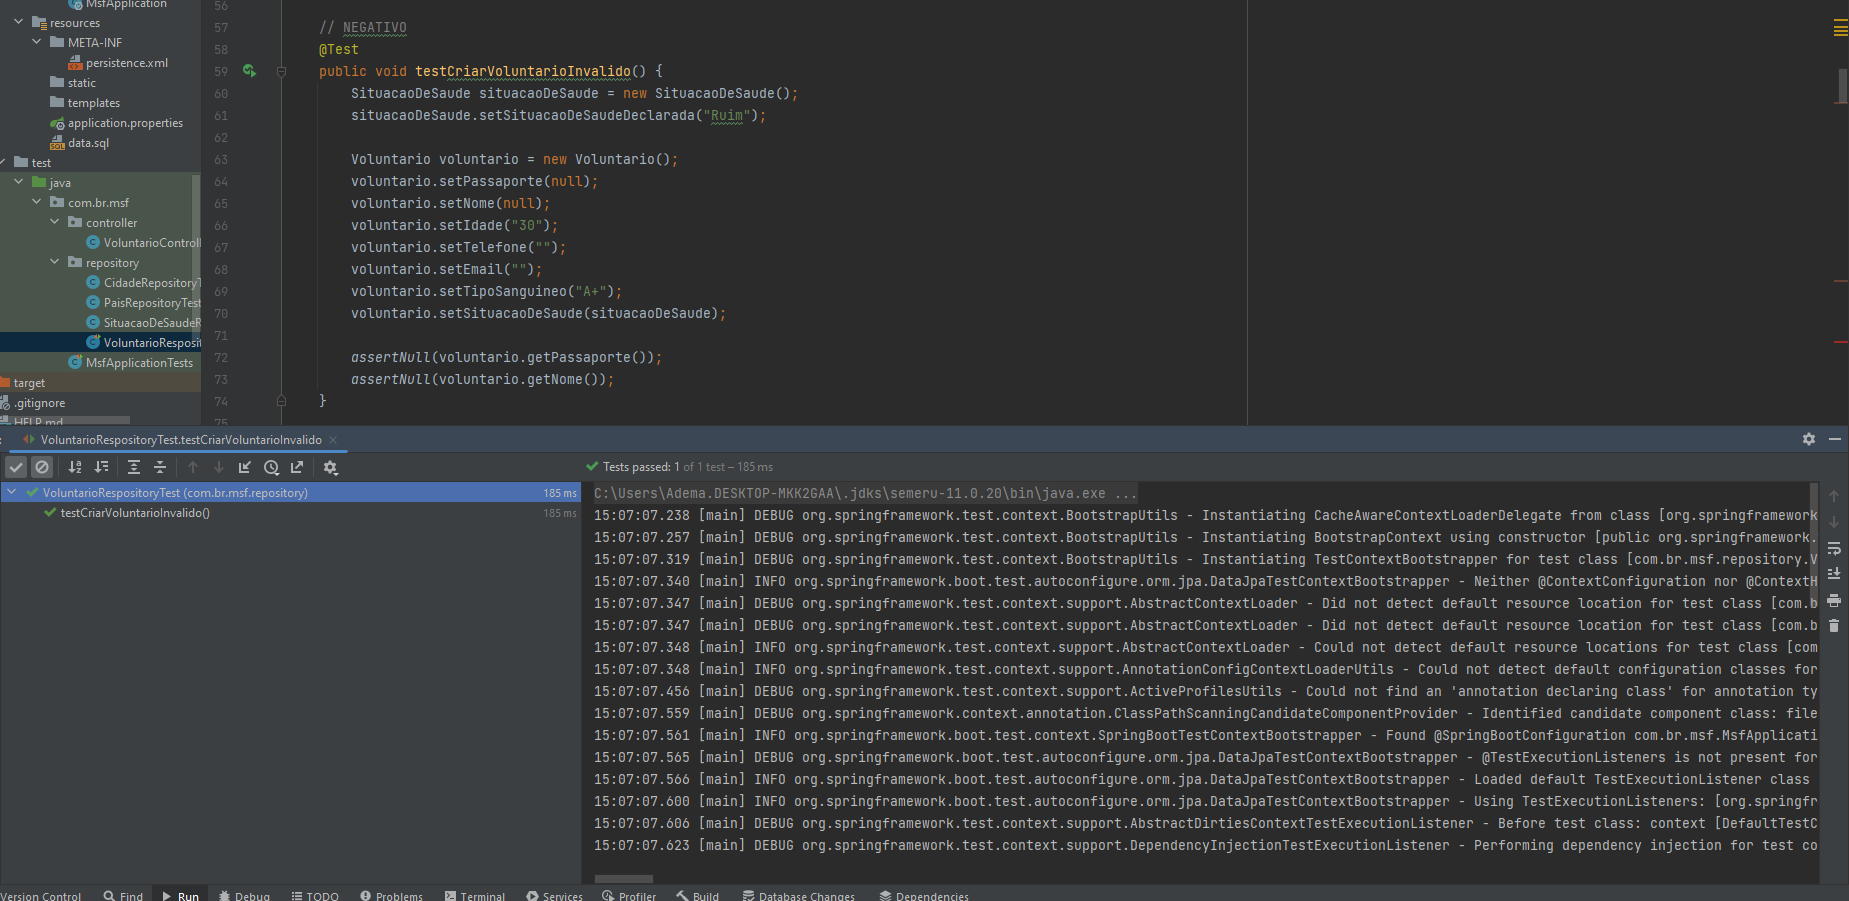 MsfApplication
resources
META-INF
persistence.xml
static
templates
application.properties
data.sql
test
java
com.br.msf
controller
VoluntarioControll
repository
CidadeRepositoryT
PaisRepositoryTest
SituacaoDeSaudeR
VoluntarioResposit
MsfApplicationTests
target
.gitignore
HELP.md
56
57 // NEGATIVO
58 @Test
59 public void testCriarVoluntarioInvalido() {
60 SituacaoDeSaude situacaoDeSaude = new SituacaoDeSaude();
61 situacaoDeSaude.setSituacaoDeSaudeDeclarada("Ruim");
62
63 Voluntario voluntario = new Voluntario();
64 voluntario.setPassaporte(null);
65 voluntario.setNome(null);
66 voluntario.setIdade("30");
67 voluntario.setTelefone("");
68 voluntario.setEmail("");
69 voluntario.setTipoSanguineo("A+");
70 voluntario.setSituacaoDeSaude(situacaoDeSaude);
71
72 assertNull(voluntario.getPassaporte());
73 assertNull(voluntario.getNome());
74 }
75
VoluntarioRespositoryTest.testCriarVoluntarioInvalido
Tests passed: 1 of 1 test – 185 ms
VoluntarioRespositoryTest (com.br.msf.repository) 185 ms
testCriarVoluntarioInvalido() 185 ms
C:\Users\Adema.DESKTOP-MKK2GAA\.jdks\semeru-11.0.20\bin\java.exe ...
15:07:07.238 [main] DEBUG org.springframework.test.context.BootstrapUtils - Instantiating CacheAwareContextLoaderDelegate from class [org.springframework
15:07:07.257 [main] DEBUG org.springframework.test.context.BootstrapUtils - Instantiating BootstrapContext using constructor [public org.springframework.
15:07:07.319 [main] DEBUG org.springframework.test.context.BootstrapUtils - Instantiating TestContextBootstrapper for test class [com.br.msf.repository.V
15:07:07.340 [main] INFO org.springframework.boot.test.autoconfigure.orm.jpa.DataJpaTestContextBootstrapper - Neither @ContextConfiguration nor @ContextH
15:07:07.347 [main] DEBUG org.springframework.test.context.support.AbstractContextLoader - Did not detect default resource location for test class [com.b
15:07:07.347 [main] DEBUG org.springframework.test.context.support.AbstractContextLoader - Did not detect default resource location for test class [com.b
15:07:07.348 [main] INFO org.springframework.test.context.support.AbstractContextLoader - Could not detect default resource locations for test class [com
15:07:07.348 [main] INFO org.springframework.test.context.support.AnnotationConfigContextLoaderUtils - Could not detect default configuration classes for
15:07:07.456 [main] DEBUG org.springframework.test.context.support.ActiveProfilesUtils - Could not find an 'annotation declaring class' for annotation ty
15:07:07.559 [main] DEBUG org.springframework.context.annotation.ClassPathScanningCandidateComponentProvider - Identified candidate component class: file
15:07:07.561 [main] INFO org.springframework.boot.test.context.SpringBootTestContextBootstrapper - Found @SpringBootConfiguration com.br.msf.MsfApplicati
15:07:07.565 [main] DEBUG org.springframework.boot.test.autoconfigure.orm.jpa.DataJpaTestContextBootstrapper - @TestExecutionListeners is not present for
15:07:07.566 [main] INFO org.springframework.boot.test.autoconfigure.orm.jpa.DataJpaTestContextBootstrapper - Loaded default TestExecutionListener class
15:07:07.600 [main] INFO org.springframework.boot.test.autoconfigure.orm.jpa.DataJpaTestContextBootstrapper - Using TestExecutionListeners: [org.springfr
15:07:07.606 [main] DEBUG org.springframework.test.context.support.AbstractDirtiesContextTestExecutionListener - Before test class: context [DefaultTestC
15:07:07.623 [main] DEBUG org.springframework.test.context.support.DependencyInjectionTestExecutionListener - Performing dependency injection for test co
Version Control Find Run Debug TODO Problems Terminal Services Profiler Build Database Changes Dependencies